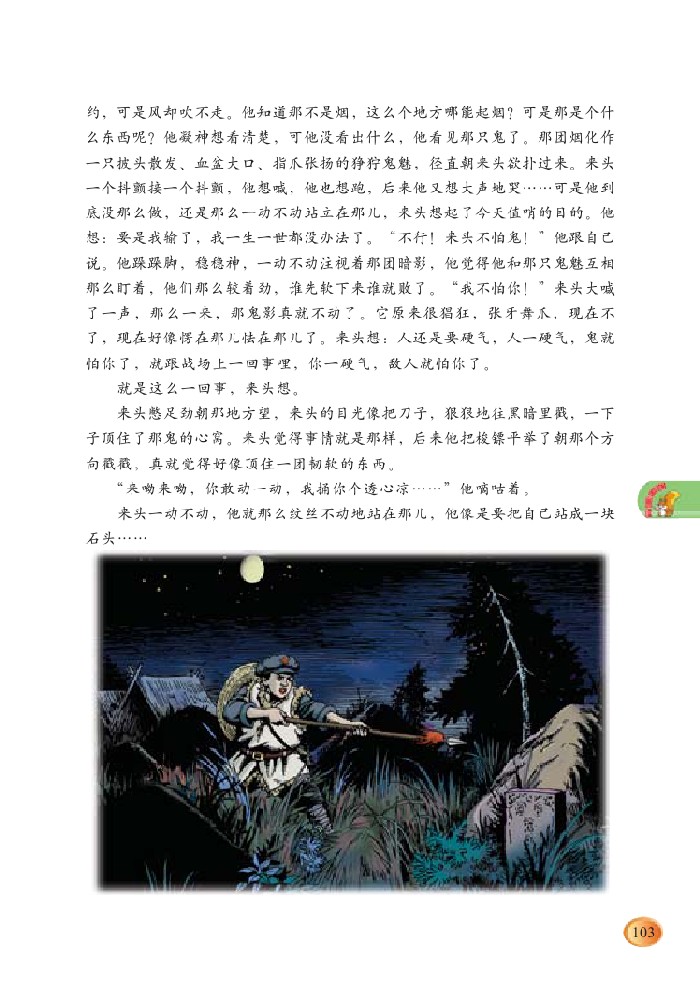 约，可是风却吹不走。他知道那不是烟，这么个地方哪能起烟？可是那是个什
么东西呢？他凝神想看清楚，可他没看出什么，他看见那只鬼了。那团烟化作
一只披头散发、血盆大口、指爪张扬的狰狞鬼魅，径直朝来头欲扑过来。来头
一个抖颤接一个抖颤，他想喊，他也想跑，后来他又想大声地哭……可是他到
底没那么做，还是那么一动不动站立在那儿，来头想起了今天值哨的目的。他
想：要是我输了，我一生一世都没办法了。“不行！来头不怕鬼！”他跟自己
说。他跺跺脚，稳稳神，一动不动注视着那团暗影，他觉得他和那只鬼魅互相
那么盯着，他们那么较着劲，谁先软下来谁就败了。“我不怕你！”来头大喊
了一声，那么一来，那鬼影真就不动了。它原来很猖狂，张牙舞爪，现在不
了，现在好像愣在那儿怯在那儿了。来头想：人还是要硬气，人一硬气，鬼就
怕你了，就跟战场上一回事哩，你一硬气，敌人就怕你了。
就是这么一回事，来头想。
来头憋足劲朝那地方望，来头的目光像把刀子，狠狠地往黑暗里戳，一下
子顶住了那鬼的心窝。来头觉得事情就是那样，后来他把梭镖平举了朝那个方
向戳戳，真就觉得好像顶住一团韧软的东西。
“来呦来呦，你敢动一动，我捅你个透心凉……”他嘀咕着。
来头一动不动，他就那么纹丝不动地站在那儿，他像是要把自己站成一块
石头……
103